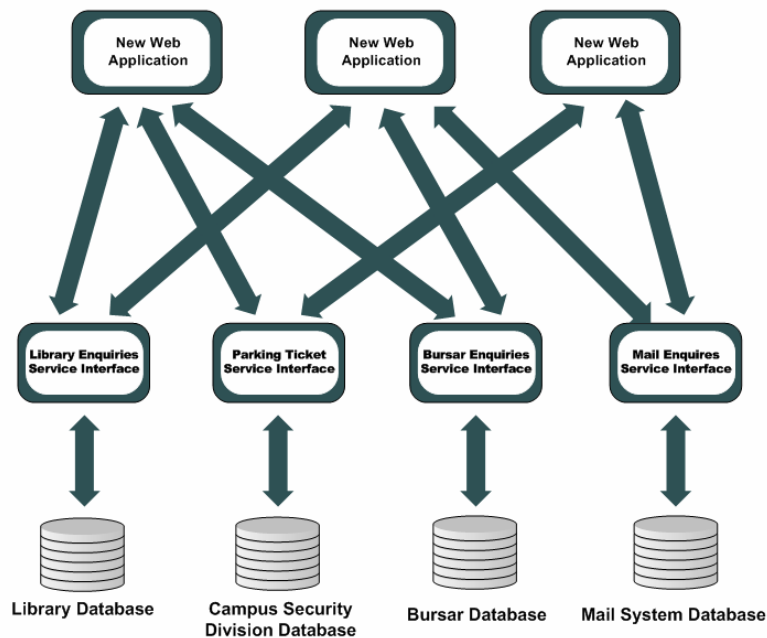 New Web
Application
New Web
Application
New Web
Application
Library Enquiries
Service Interface
Parking Ticket
Service Interface
Bursar Enquiries
Service Interface
Mail Enquires
Service Interface
Library Database
Campus Security
Division Database
Bursar Database
Mail System Database